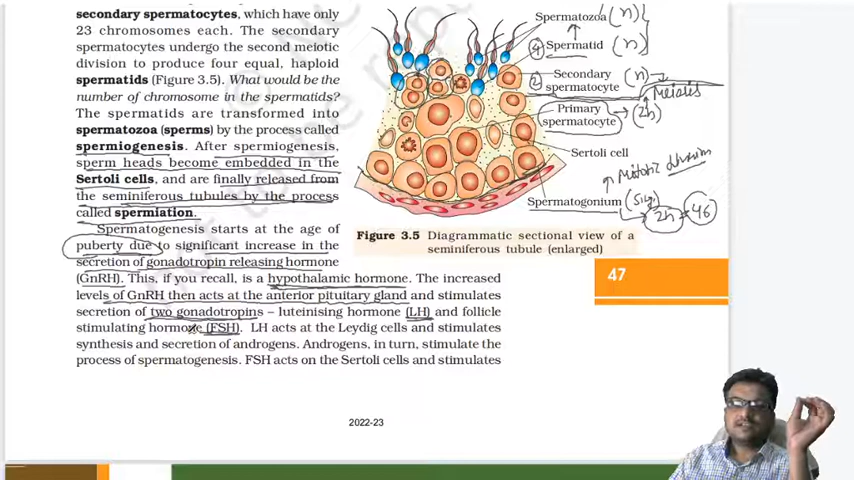 secondary spermatocytes, which have only
23 chromosomes each. The secondary
spermatocytes undergo the second meiotic
division to produce four equal, haploid
spermatids (Figure 3.5). What would be the
number of chromosome in the spermatids?
The spermatids are transformed into
spermatozoa (sperms) by the process called
spermiogenesis. After spermiogenesis,
sperm heads become embedded in the
Sertoli cells, and are finally released from
the seminiferous tubules by the process
called spermiation.
Spermatogenesis starts at the age of
puberty due to significant increase in the
secretion of gonadotropin releasing hormone
(GnRH). This, if you recall, is a hypothalamic hormone. The increased
levels of GnRH then acts at the anterior pituitary gland and stimulates
secretion of two gonadotropins – luteinising hormone (LH) and follicle
stimulating hormone (FSH). LH acts at the Leydig cells and stimulates
synthesis and secretion of androgens. Androgens, in turn, stimulate the
process of spermatogenesis. FSH acts on the Sertoli cells and stimulates
Spermatozoa (n)
4 Spermatid (n)
2 Secondary (n)
spermatocyte
Meiosis
Primary
spermatocyte (2n)
Sertoli cell
Mitotic division
Spermatogonium
2n = 46
Figure 3.5 Diagrammatic sectional view of a
seminiferous tubule (enlarged)
47
2022-23